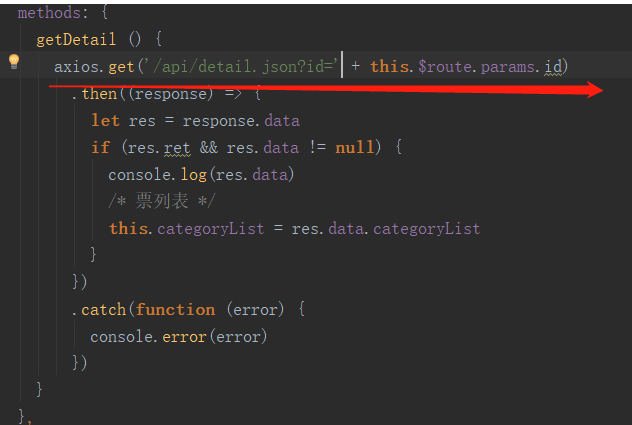 methods: {
getDetail () {
axios.get('/api/detail.json?id=' + this.$route.params.id)
.then((response) => {
let res = response.data
if (res.ret && res.data != null) {
console.log(res.data)
/* 票列表 */
this.categoryList = res.data.categoryList
}
})
.catch(function (error) {
console.error(error)
})
}
},